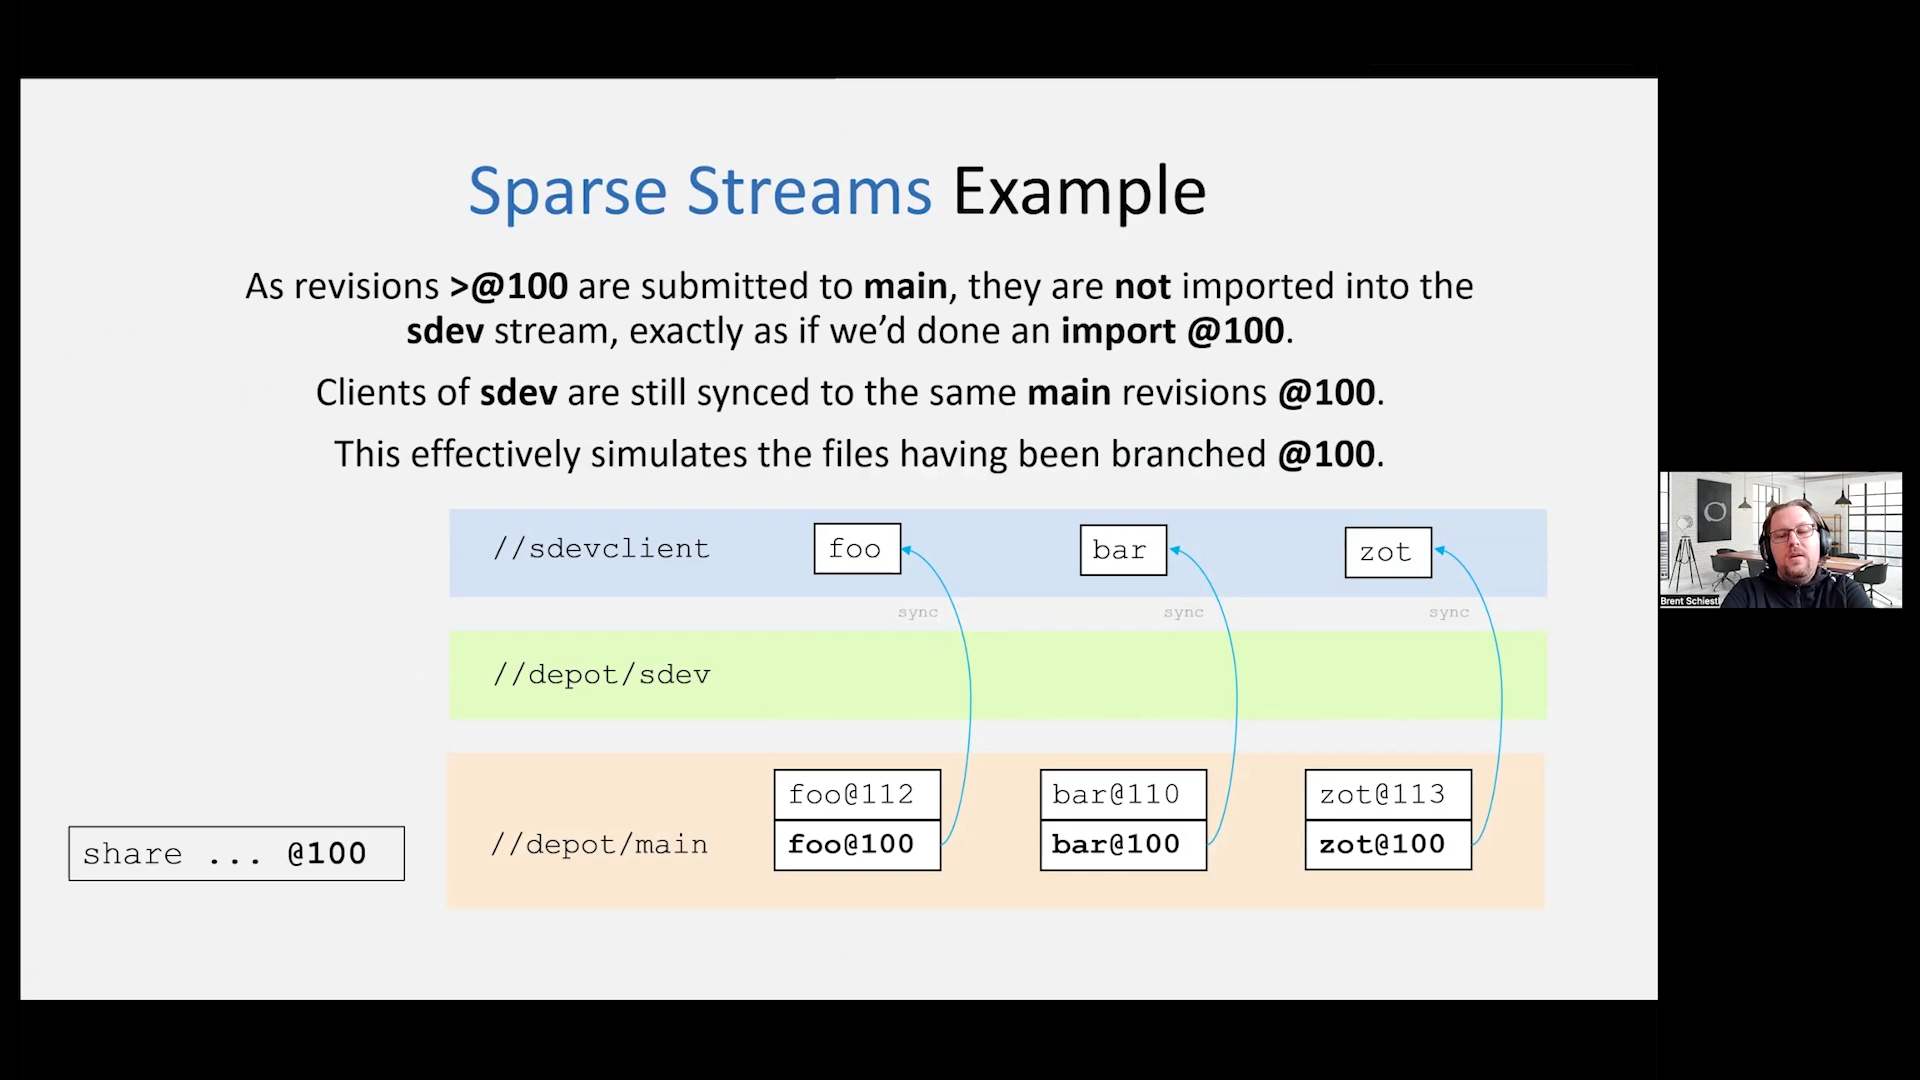 Sparse Streams Example
As revisions >@100 are submitted to main, they are not imported into the
sdev stream, exactly as if we’d done an import @100.
Clients of sdev are still synced to the same main revisions @100.
This effectively simulates the files having been branched @100.
//sdevclient foo bar zot
sync sync sync
//depot/sdev
foo@112 bar@110 zot@113
//depot/main foo@100 bar@100 zot@100
share ... @100
Brent Schiestl